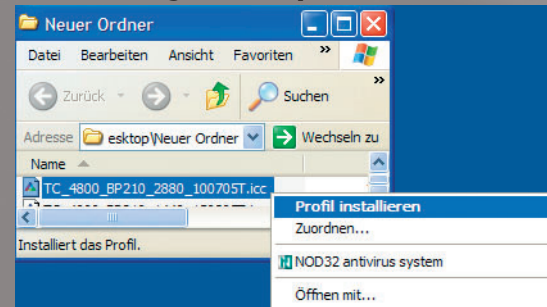 Neuer Ordner
Datei Bearbeiten Ansicht Favoriten »
Zurück Suchen »
Adresse esktop\Neuer Ordner Wechseln zu
Name
TC_4800_BP210_2880_100705T.icc
Profil installieren
Zuordnen...
Installiert das Profil.
NOD32 antivirus system
Öffnen mit...